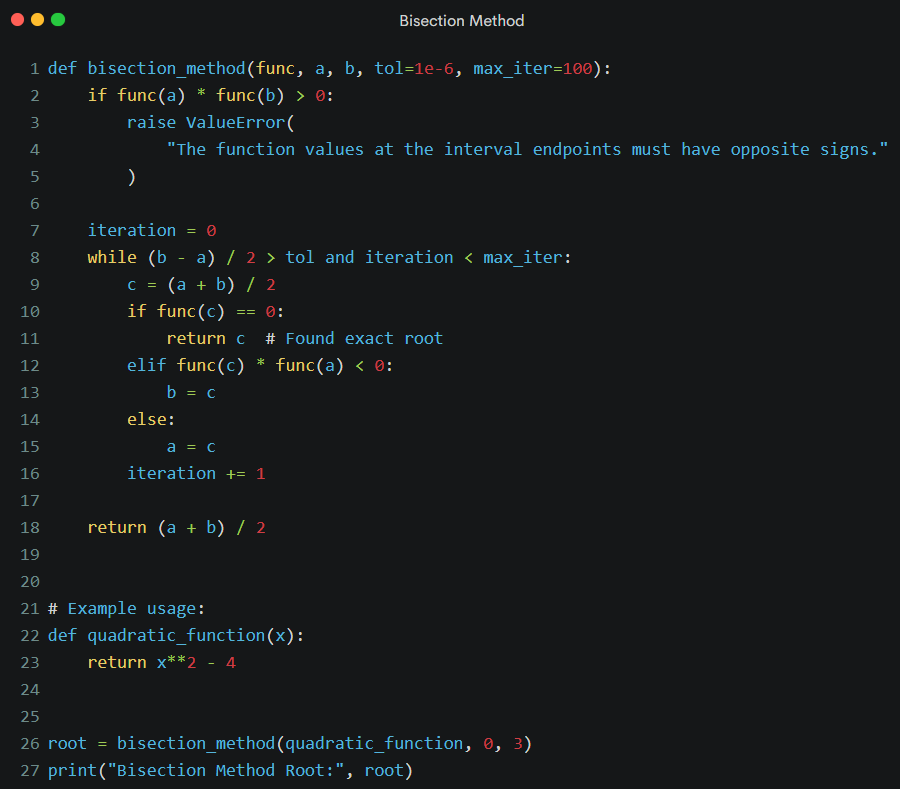 Bisection Method
1 def bisection_method(func, a, b, tol=1e-6, max_iter=100):
2     if func(a) * func(b) > 0:
3         raise ValueError(
4             "The function values at the interval endpoints must have opposite signs."
5         )
6
7     iteration = 0
8     while (b - a) / 2 > tol and iteration < max_iter:
9         c = (a + b) / 2
10         if func(c) == 0:
11             return c  # Found exact root
12         elif func(c) * func(a) < 0:
13             b = c
14         else:
15             a = c
16         iteration += 1
17
18     return (a + b) / 2
19
20
21 # Example usage:
22 def quadratic_function(x):
23     return x**2 - 4
24
25
26 root = bisection_method(quadratic_function, 0, 3)
27 print("Bisection Method Root:", root)